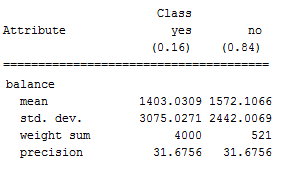 Class
Attribute yes no
(0.16) (0.84)
=======================================
balance
mean 1403.0309 1572.1066
std. dev. 3075.0271 2442.0069
weight sum 4000 521
precision 31.6756 31.6756